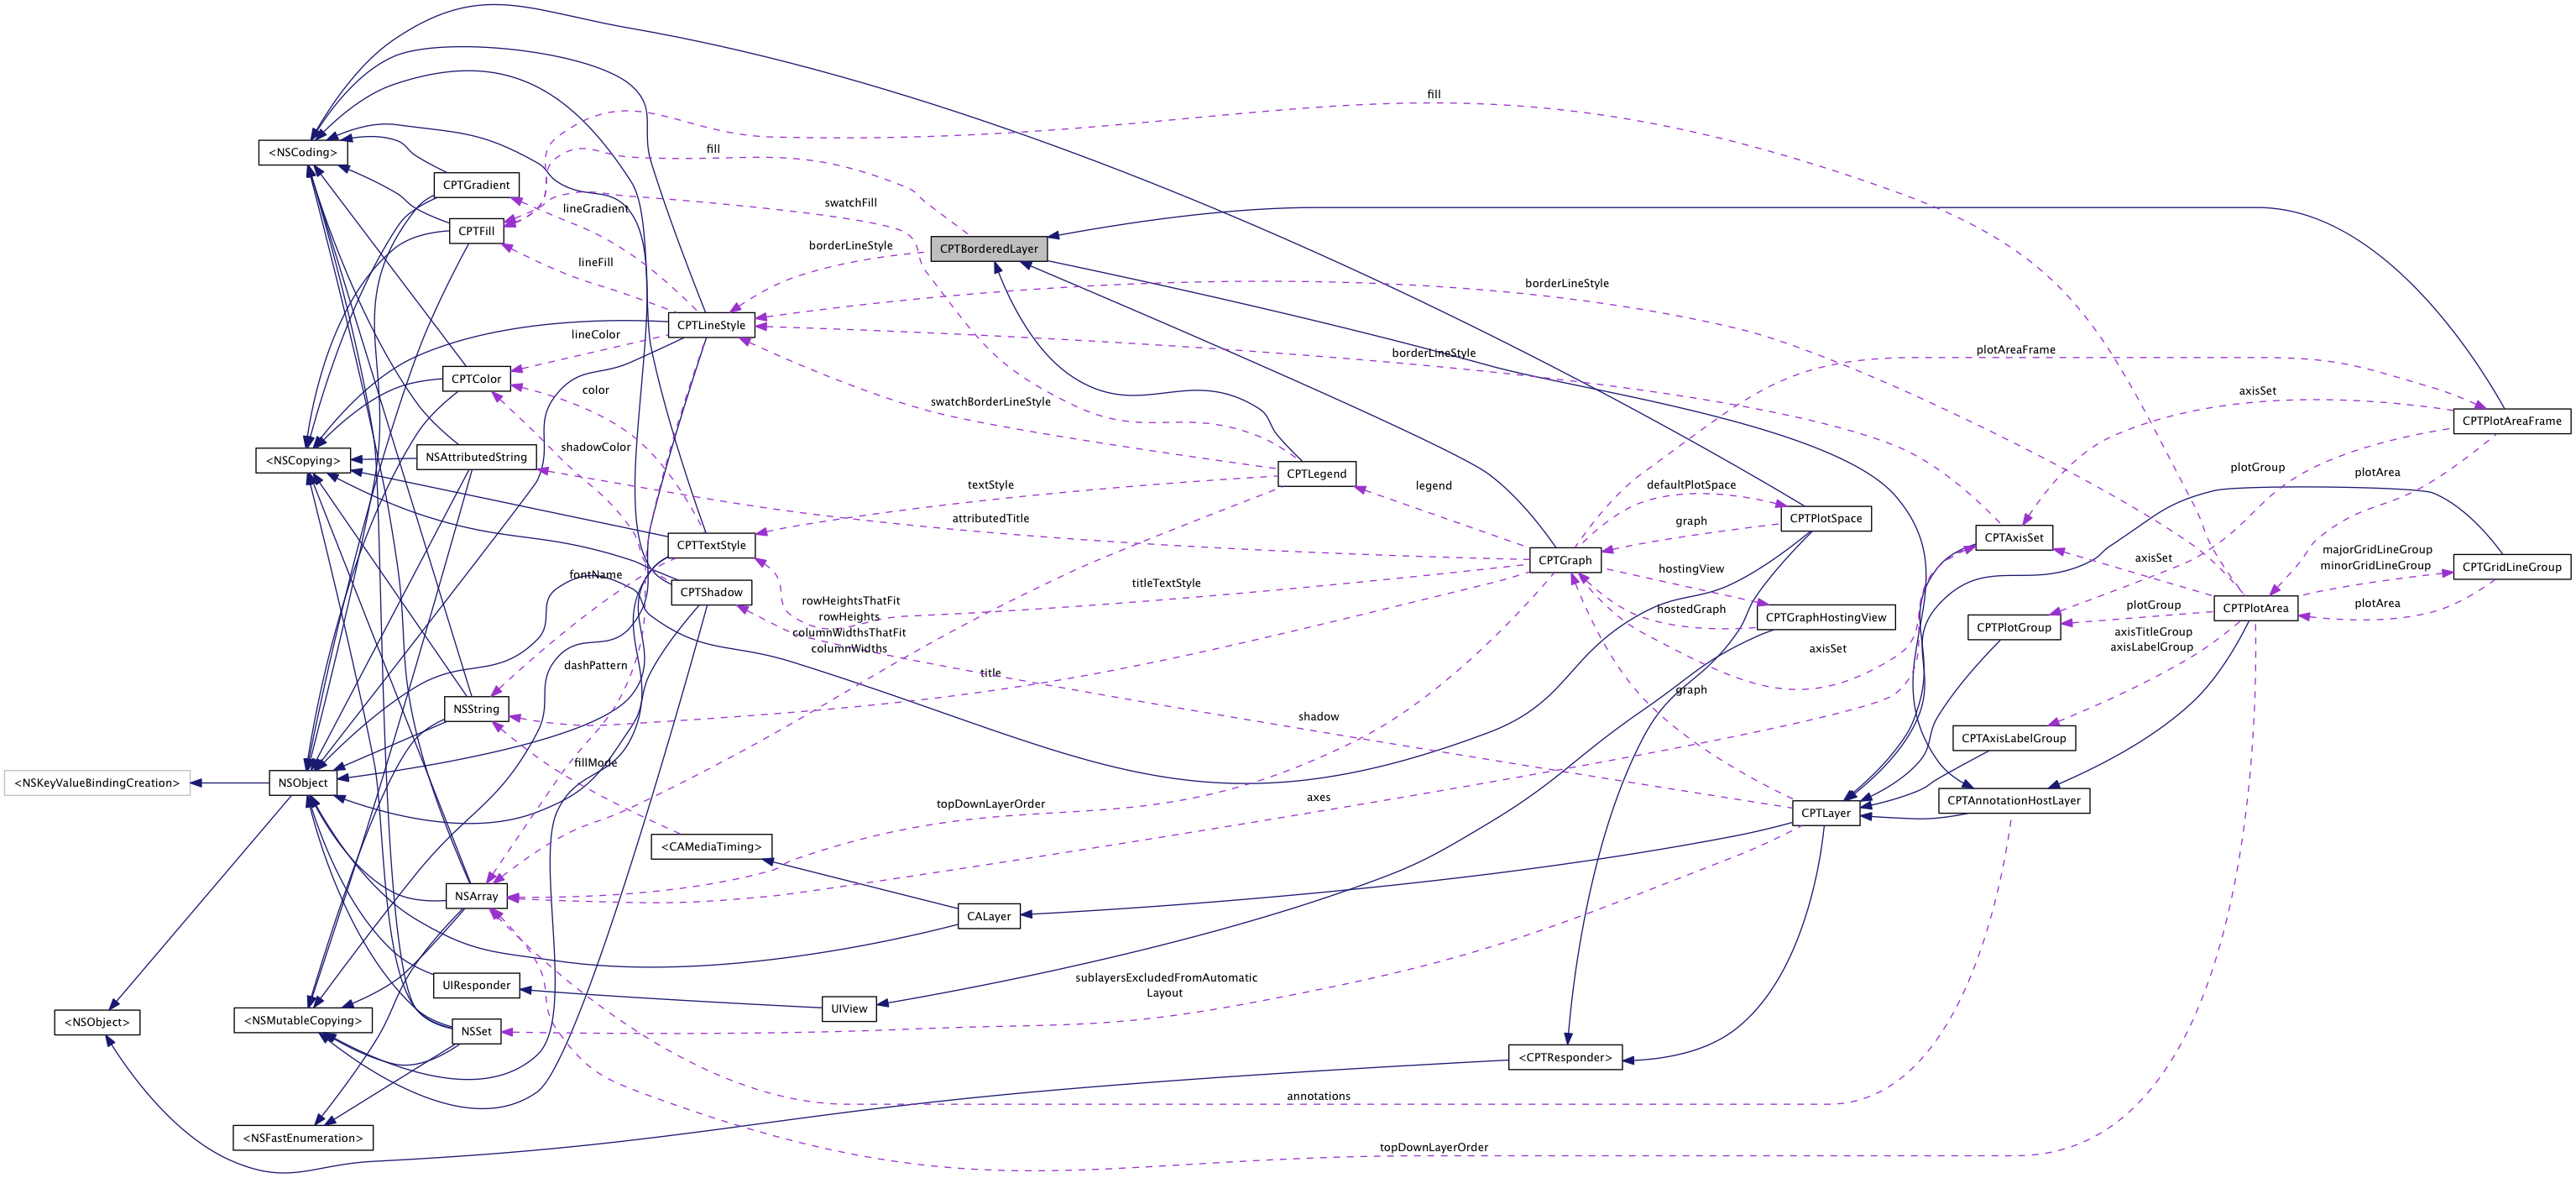 fill
<NSCoding>
fill
CPTGradient
lineGradient
swatchFill
CPTFill
borderLineStyle
CPTBorderedLayer
lineFill
borderLineStyle
CPTLineStyle
lineColor
borderLineStyle
plotAreaFrame
CPTColor
color
axisSet
swatchBorderLineStyle
CPTPlotAreaFrame
shadowColor
<NSCopying>
NSAttributedString
CPTLegend
plotGroup
plotArea
textStyle
legend
defaultPlotSpace
attributedTitle
graph
CPTPlotSpace
CPTTextStyle
CPTAxisSet
majorGridLineGroup
minorGridLineGroup
CPTGraph
axisSet
hostingView
CPTGridLineGroup
fontName
titleTextStyle
CPTShadow
rowHeightsThatFit
rowHeights
columnWidthsThatFit
columnWidths
hostedGraph
CPTGraphHostingView
plotGroup
CPTPlotArea
plotArea
CPTPlotGroup
axisTitleGroup
axisLabelGroup
axisSet
dashPattern
title
graph
NSString
shadow
CPTAxisLabelGroup
fillMode
<NSKeyValueBindingCreation>
NSObject
axes
topDownLayerOrder
CPTLayer
CPTAnnotationHostLayer
<CAMediaTiming>
NSArray
CALayer
sublayersExcludedFromAutomatic
Layout
UIResponder
UIView
<NSObject>
<NSMutableCopying>
NSSet
<CPTResponder>
annotations
<NSFastEnumeration>
topDownLayerOrder